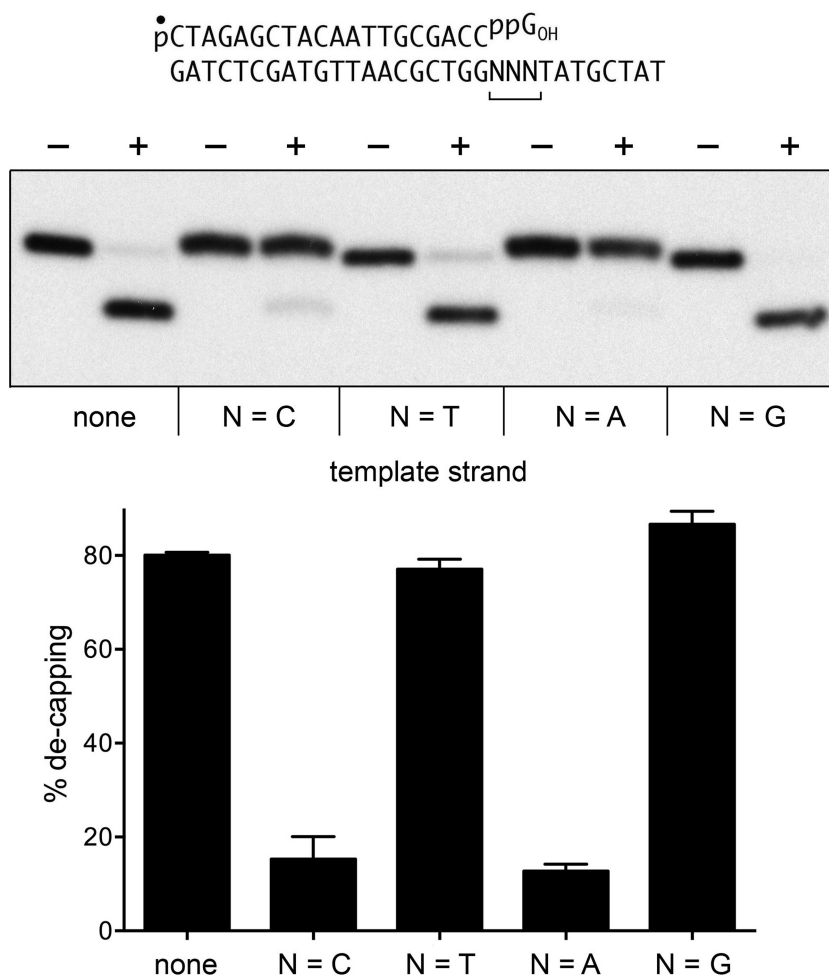 pCTAGAGCTACAATTGCGACCppGOH
GATCTCGATGTTAACGCTGGNNNTATGCTAT
− + − + − + − + − +
none N = C N = T N = A N = G
template strand
% de-capping
80
60
40
20
0
none N = C N = T N = A N = G